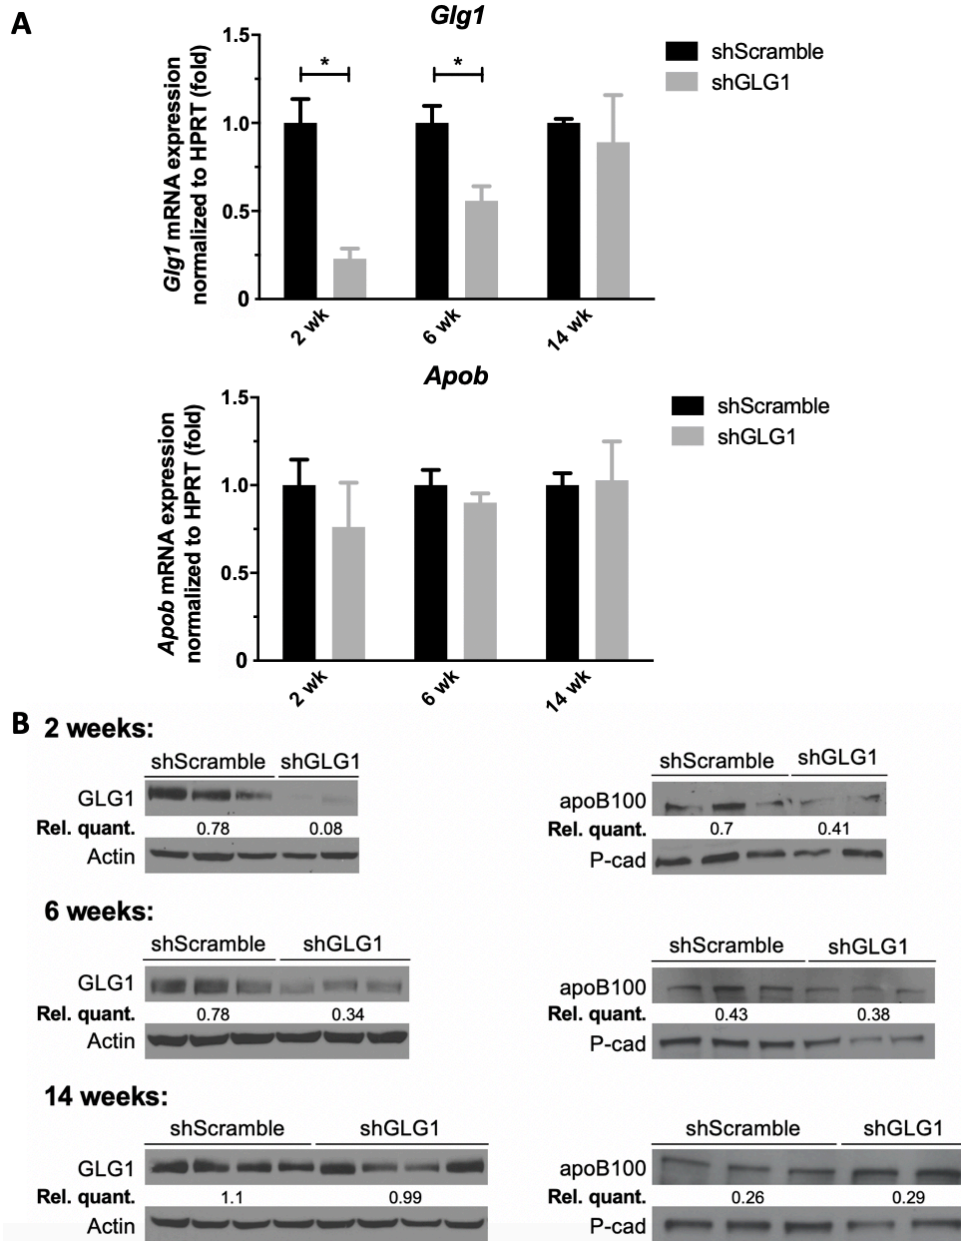 A
Glg1
Glg1 mRNA expression
normalized to HPRT (fold)
1.5
1.0
0.5
0
* *
shScramble
shGLG1
2 wk 6 wk 14 wk
Apob
Apob mRNA expression
normalized to HPRT (fold)
1.5
1.0
0.5
0
shScramble
shGLG1
2 wk 6 wk 14 wk
B 2 weeks:
shScramble shGLG1
GLG1
Rel. quant. 0.78 0.08
Actin
shScramble shGLG1
apoB100
Rel. quant. 0.7 0.41
P-cad
6 weeks:
shScramble shGLG1
GLG1
Rel. quant. 0.78 0.34
Actin
shScramble shGLG1
apoB100
Rel. quant. 0.43 0.38
P-cad
14 weeks:
shScramble shGLG1
GLG1
Rel. quant. 1.1 0.99
Actin
shScramble shGLG1
apoB100
Rel. quant. 0.26 0.29
P-cad